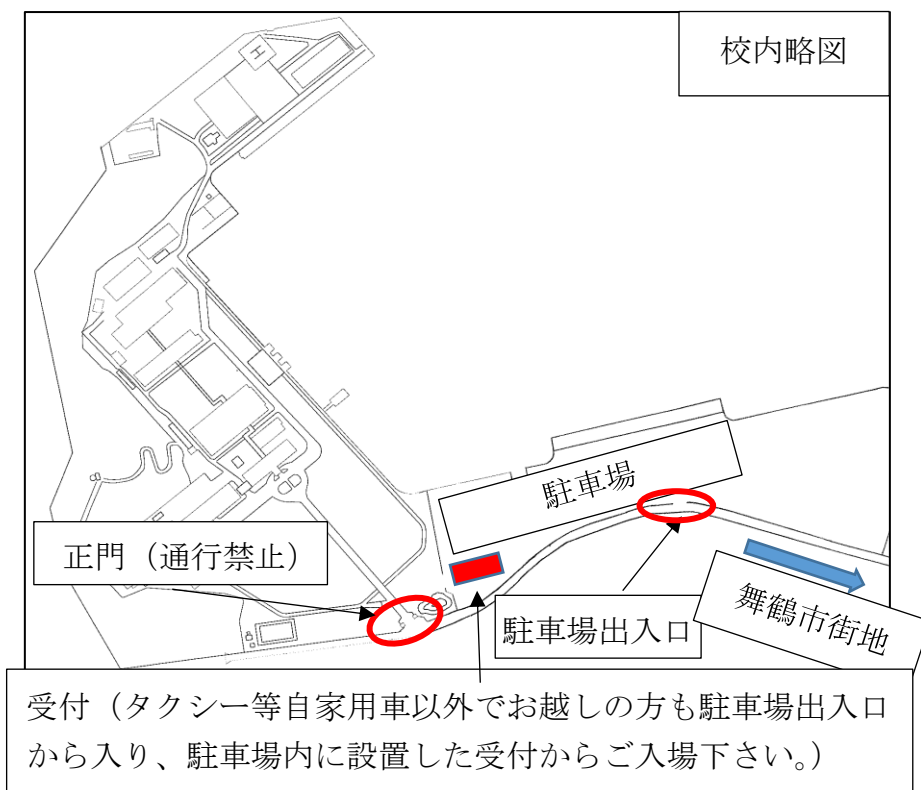 校内略図
H
駐車場
正門（通行禁止）
駐車場出入口
舞鶴市街地
受付（タクシー等自家用車以外でお越しの方も駐車場出入口
から入り、駐車場内に設置した受付からご入場下さい。）